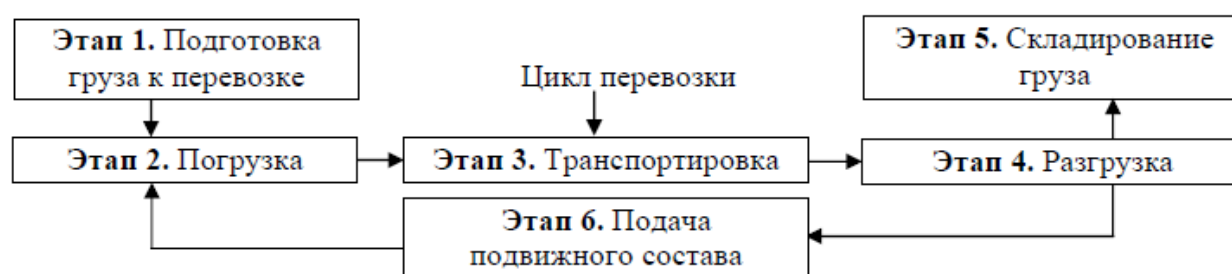 Этап 1. Подготовка
груза к перевозке
Цикл перевозки
Этап 5. Складирование
груза
Этап 2. Погрузка
Этап 3. Транспортировка
Этап 4. Разгрузка
Этап 6. Подача
подвижного состава